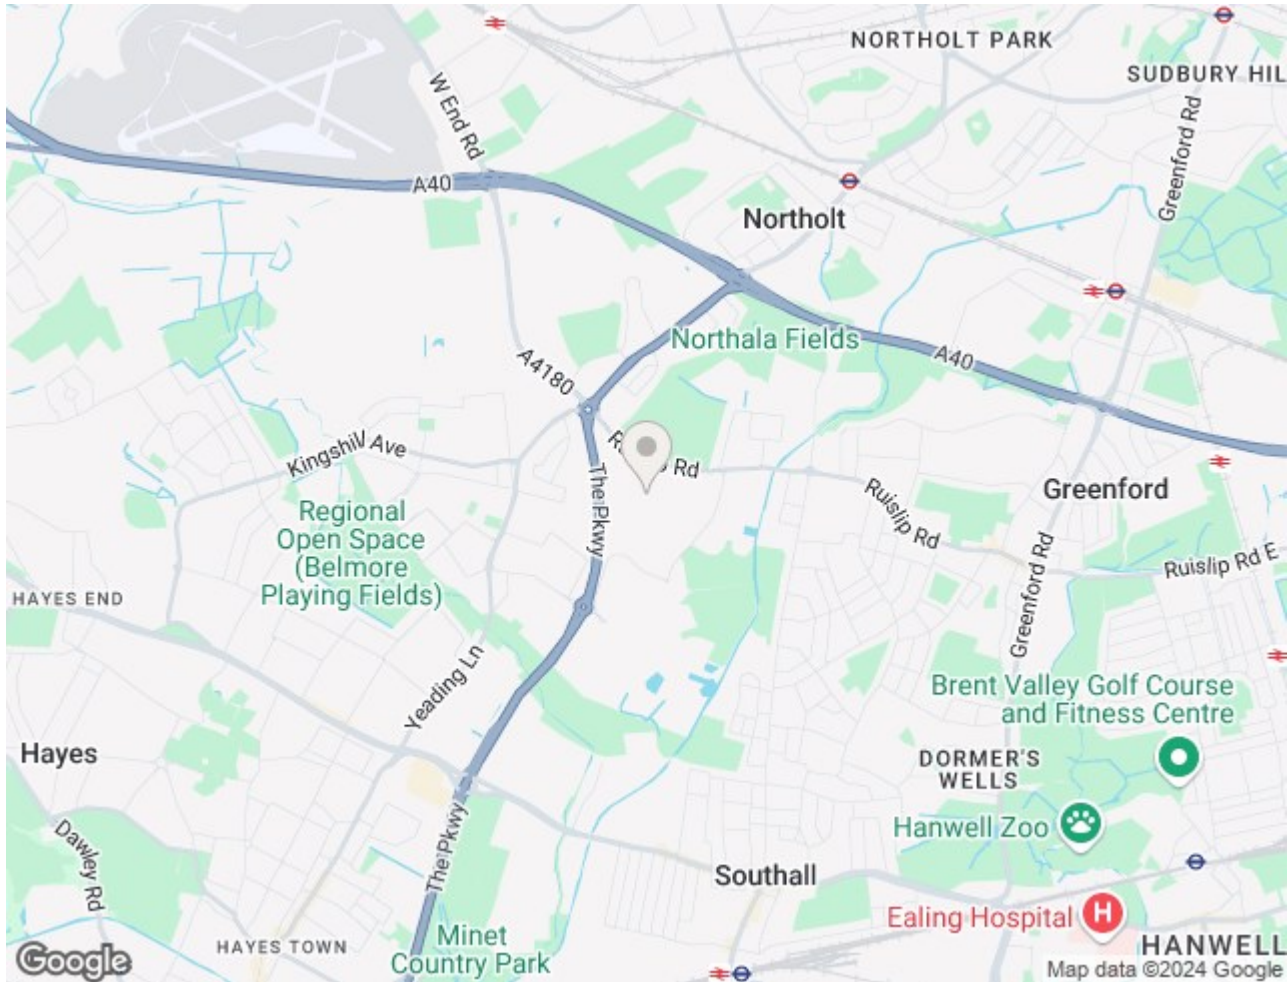 NORTHOLT PARK
SUDBURY HIL
W End Rd
Greenford Rd
A40
Northolt
Northala Fields
A40
A4180
Kingshill Ave
Rd
The Pkwy
Ruislip Rd
Greenford
Regional
Open Space
(Belmore
Playing Fields)
HAYES END
Ruislip Rd E
Greenford Rd
Yeading Ln
Brent Valley Golf Course
and Fitness Centre
Hayes
DORMER'S
WELLS
Hanwell Zoo
Dawley Rd
The Pkwy
Southall
Ealing Hospital
H
HAYES TOWN
Minet
Country Park
HANWELL
Google
Map data ©2024 Google